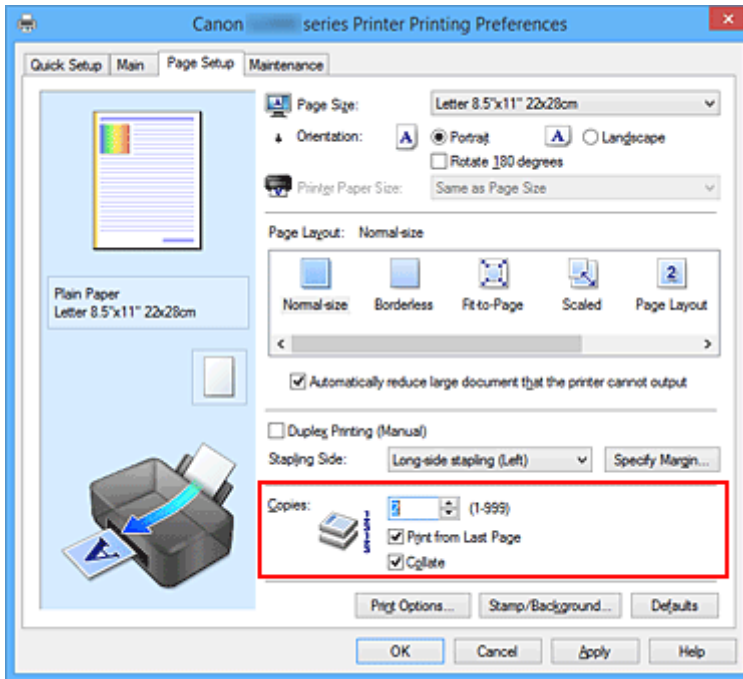 Canon series Printer Printing Preferences
Quick Setup Main Page Setup Maintenance
Page Size: Letter 8.5"x11" 22x28cm
Orientation: A Portrait A Landscape
Rotate 180 degrees
Printer Paper Size: Same as Page Size
Page Layout: Normal-size
2
Normal-size Borderless Fit-to-Page Scaled Page Layout
Plain Paper
Letter 8.5"x11" 22x28cm
Automatically reduce large document that the printer cannot output
Duplex Printing (Manual)
Stapling Side: Long-side stapling (Left) Specify Margin...
Copies: 2 (1-999)
Print from Last Page
Collate
A
Print Options... Stamp/Background... Defaults
OK Cancel Apply Help